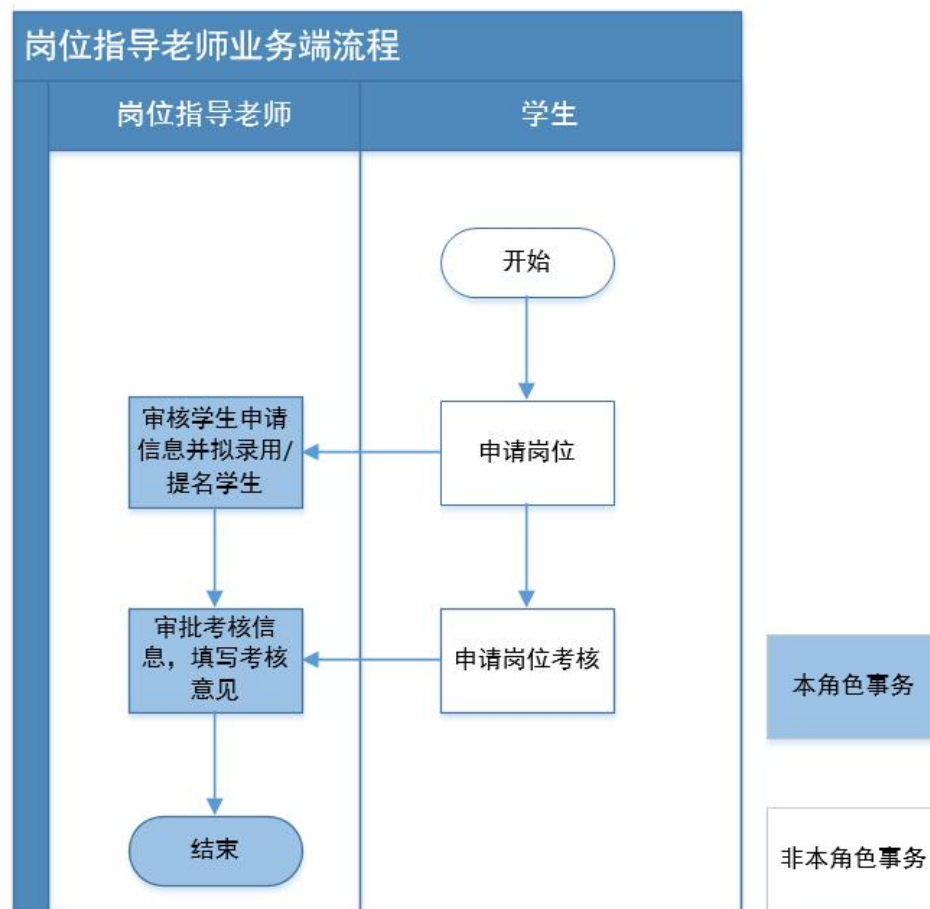 岗位指导老师业务端流程
岗位指导老师
学生
开始
审核学生申请
信息并拟录用/
提名学生
申请岗位
审批考核信
息，填写考核
意见
申请岗位考核
本角色事务
结束
非本角色事务